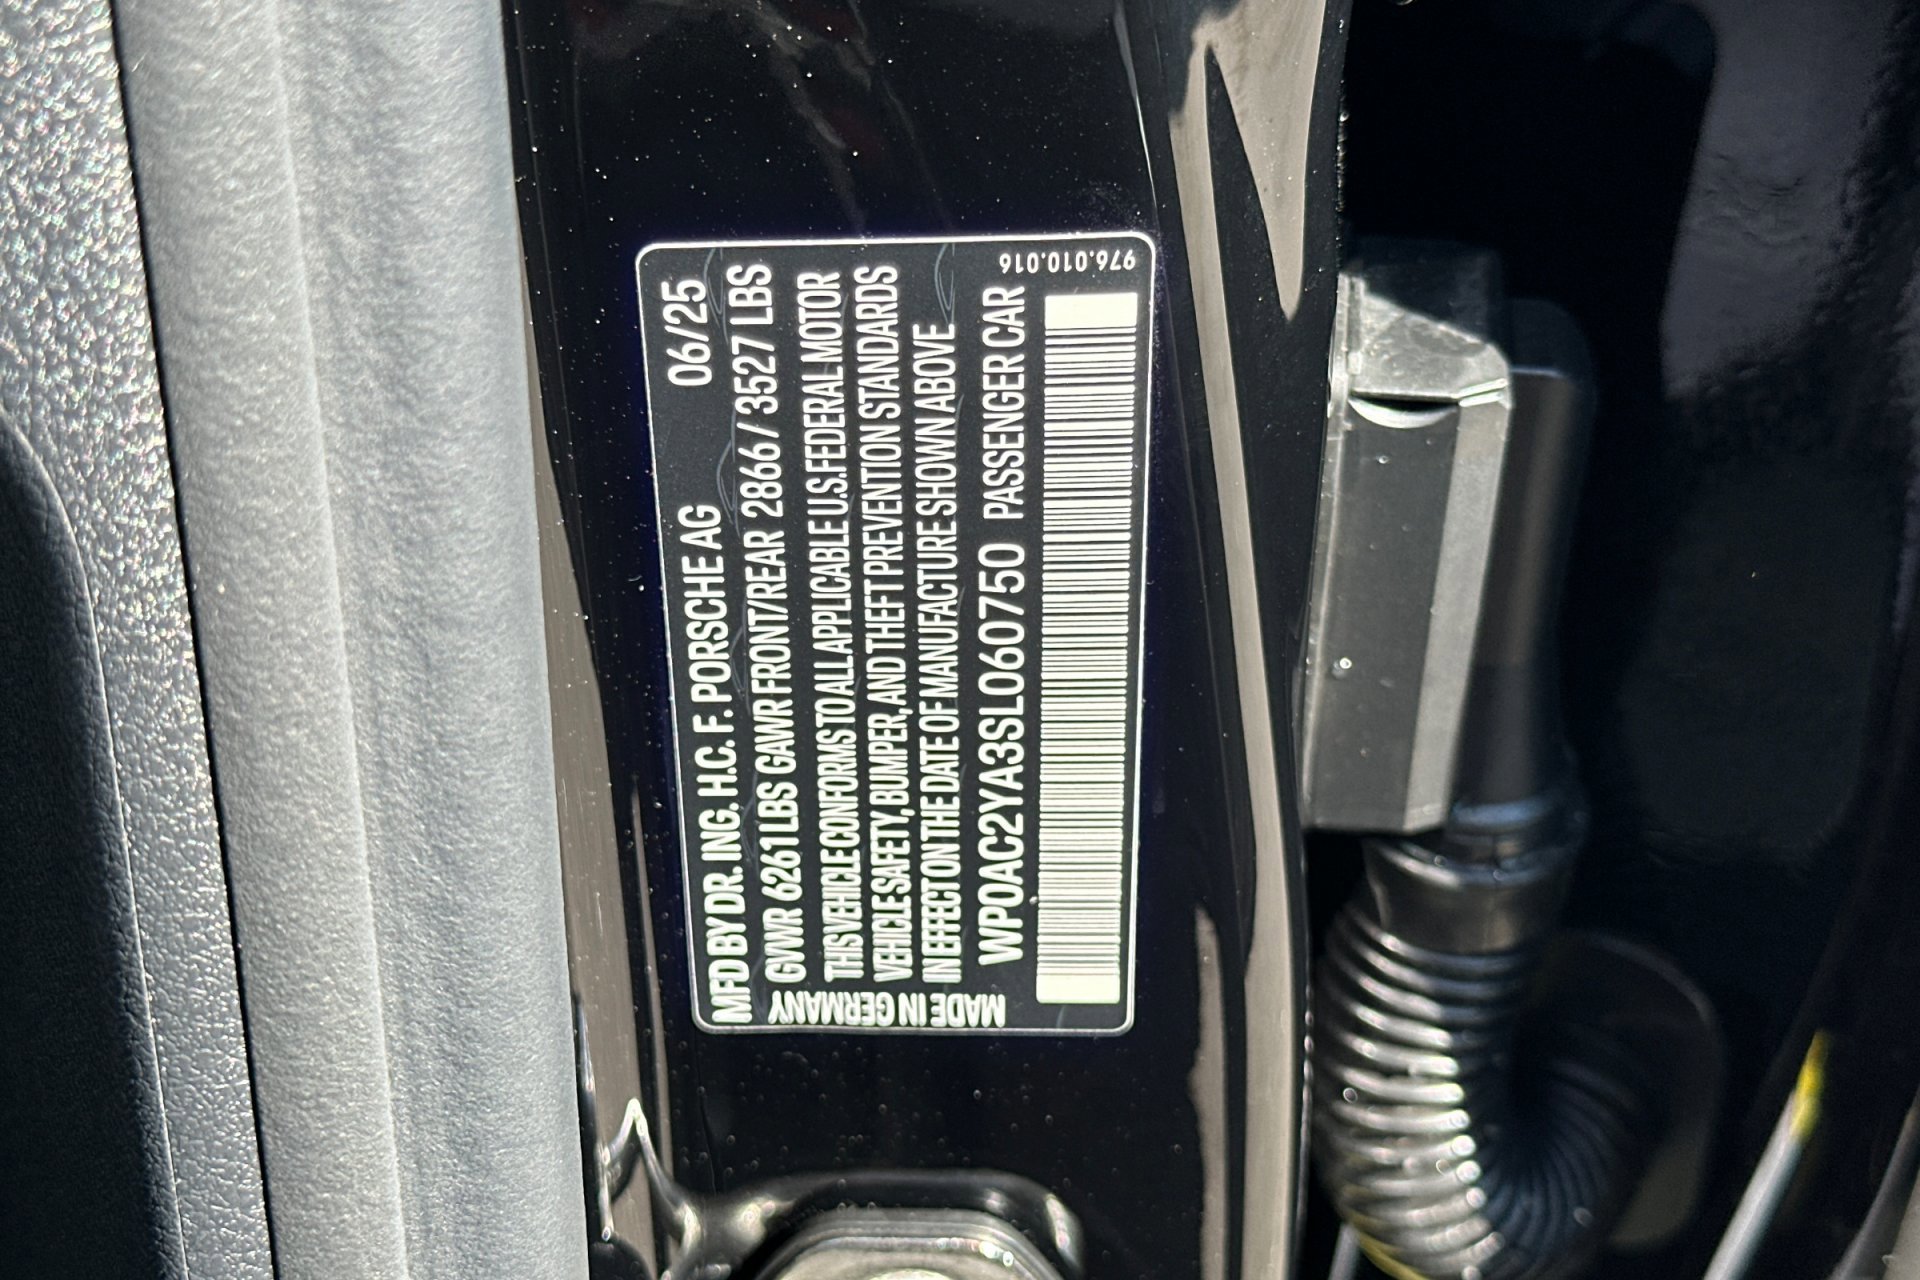 MFD BY DR. ING. H.C. F. PORSCHE AG 06/25
GVWR 6261 LBS GAWR FRONT/REAR 2866 / 3527 LBS
THIS VEHICLE CONFORMS TO ALL APPLICABLE U.S. FEDERAL MOTOR
VEHICLE SAFETY, BUMPER, AND THEFT PREVENTION STANDARDS
IN EFFECT ON THE DATE OF MANUFACTURE SHOWN ABOVE
WP0AC2YA3SL060750 PASSENGER CAR
MADE IN GERMANY
976.010.016